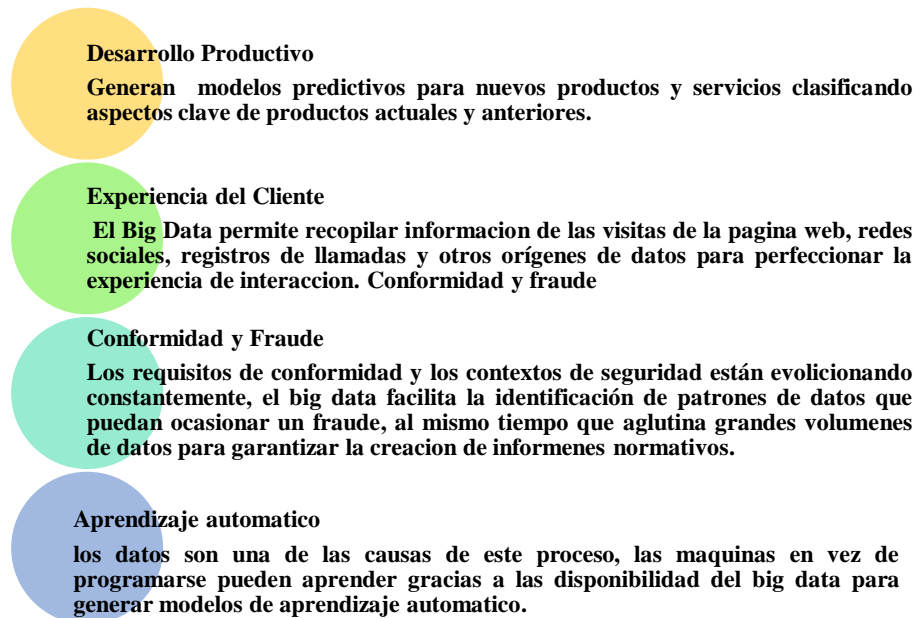 Desarrollo Productivo
Generan modelos predictivos para nuevos productos y servicios clasificando
aspectos clave de productos actuales y anteriores.
Experiencia del Cliente
El Big Data permite recopilar informacion de las visitas de la pagina web, redes
sociales, registros de llamadas y otros orígenes de datos para perfeccionar la
experiencia de interaccion. Conformidad y fraude
Conformidad y Fraude
Los requisitos de conformidad y los contextos de seguridad están evolicionando
constantemente, el big data facilita la identificación de patrones de datos que
puedan ocasionar un fraude, al mismo tiempo que aglutina grandes volumenes
de datos para garantizar la creacion de informenes normativos.
Aprendizaje automatico
los datos son una de las causas de este proceso, las maquinas en vez de
programarse pueden aprender gracias a las disponibilidad del big data para
generar modelos de aprendizaje automatico.